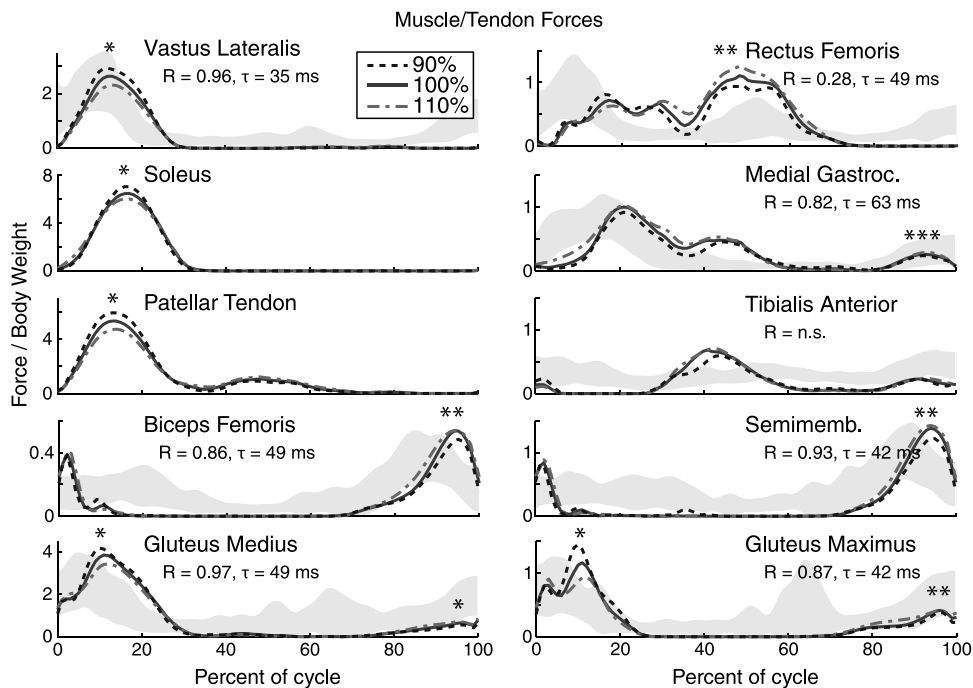 Muscle/Tendon Forces
Force / Body Weight
* Vastus Lateralis
R = 0.96, τ = 35 ms
2
0
90%
100%
110%
** Rectus Femoris
R = 0.28, τ = 49 ms
1
0
* Soleus
8
4
0
Medial Gastroc.
R = 0.82, τ = 63 ms
***
1
0
* Patellar Tendon
4
0
Tibialis Anterior
R = n.s.
1
0
Biceps Femoris
R = 0.86, τ = 49 ms
**
0.4
0
Semimemb.
R = 0.93, τ = 42 ms
**
1
0
Gluteus Medius
* R = 0.97, τ = 49 ms
*
4
2
0
Gluteus Maximus
* R = 0.87, τ = 42 ms
**
1
0
0 20 40 60 80 100
Percent of cycle
0 20 40 60 80 100
Percent of cycle